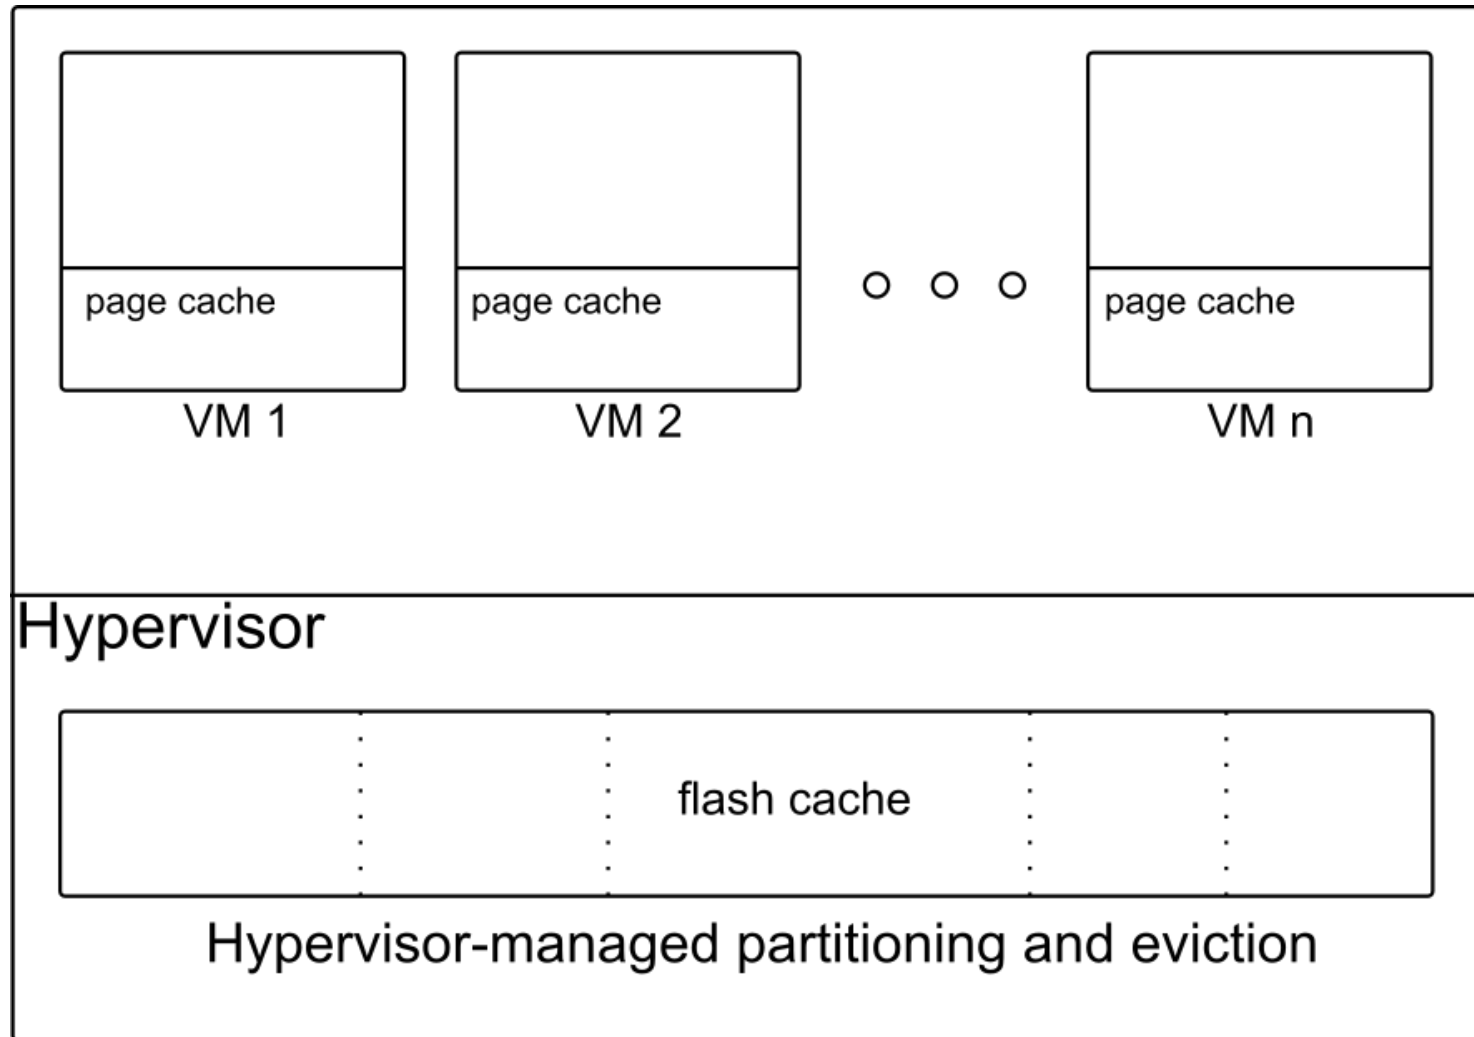 page cache
page cache
page cache
VM 1
VM 2
VM n
Hypervisor
flash cache
Hypervisor-managed partitioning and eviction